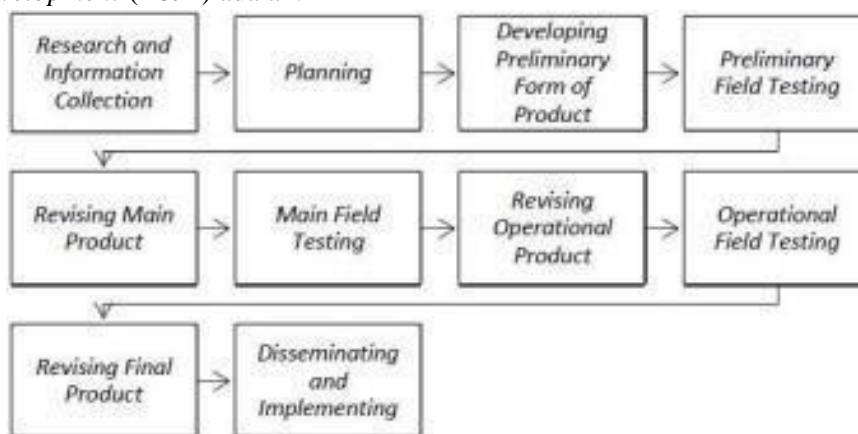 Research and
Information
Collection
Planning
Developing
Preliminary
Form of
Product
Preliminary
Field Testing
Revising Main
Product
Main Field
Testing
Revising
Operational
Product
Operational
Field Testing
Revising Final
Product
Disseminating
and
Implementing